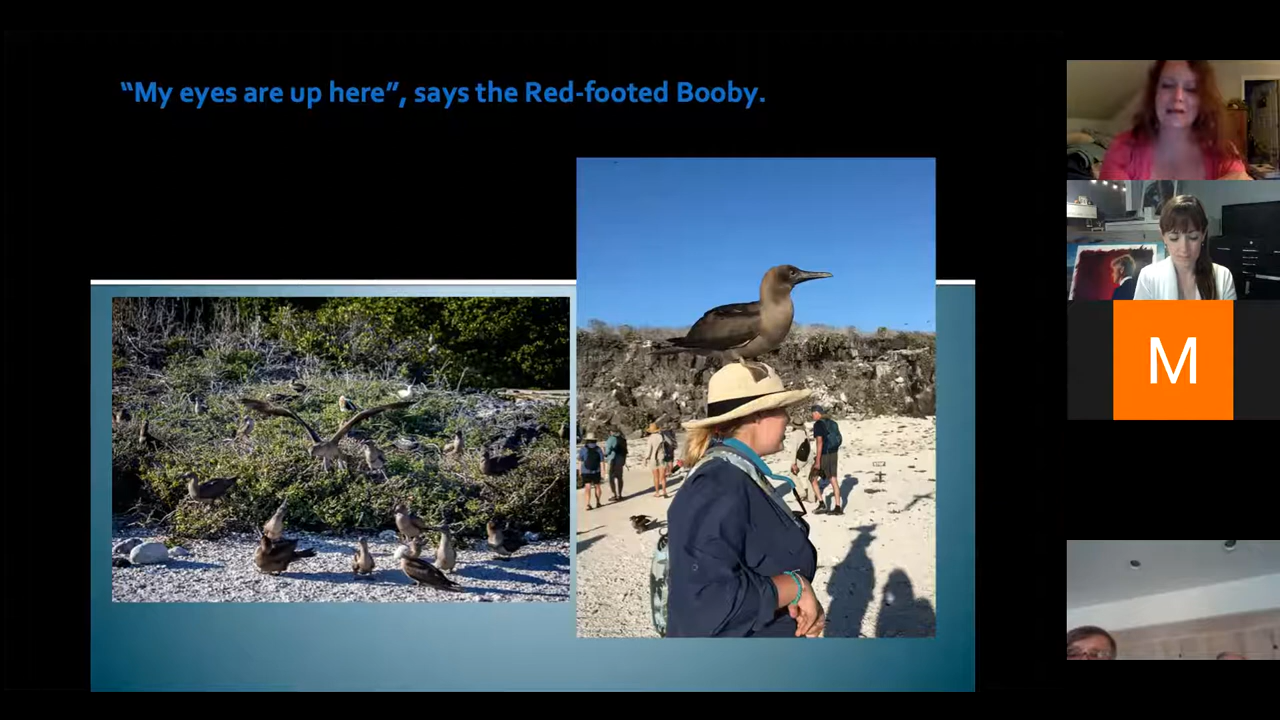 “My eyes are up here”, says the Red-footed Booby.
M